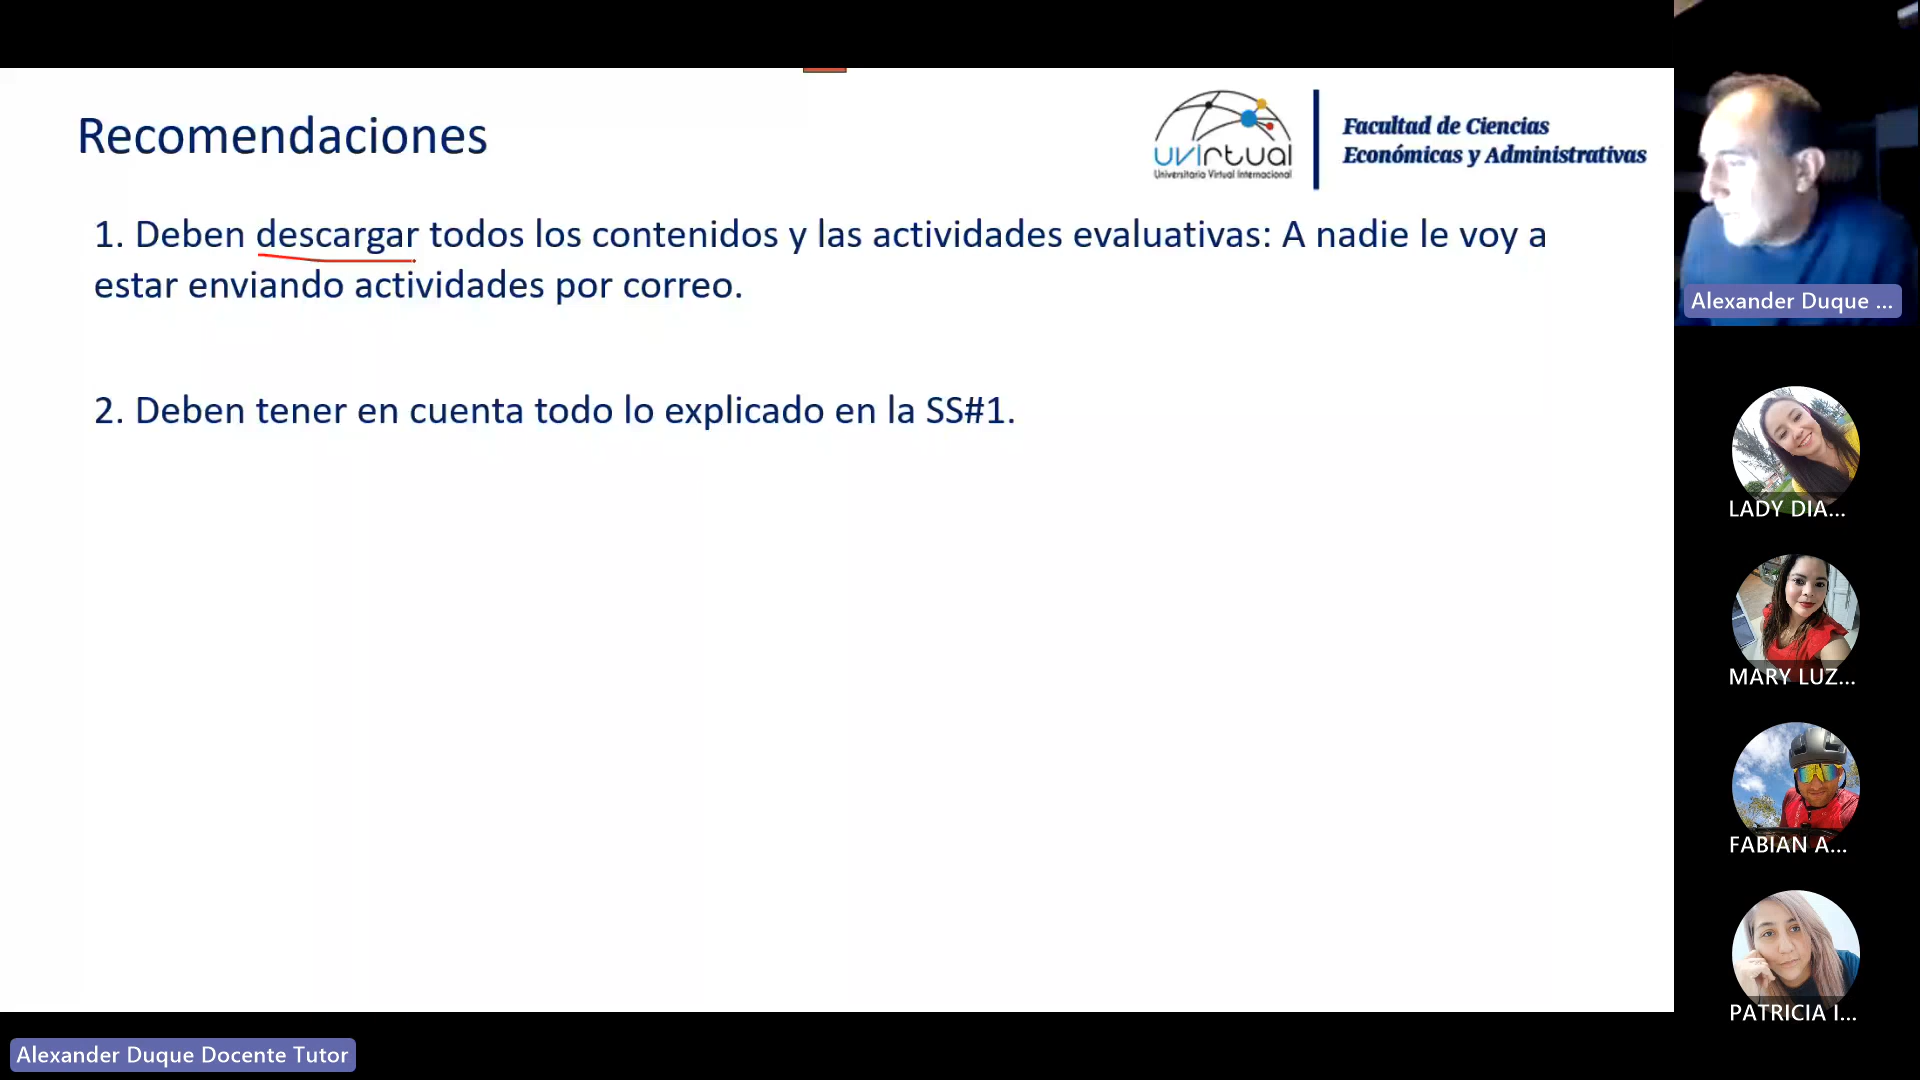 Recomendaciones
uvirtual
Universitaria Virtual Internacional
Facultad de Ciencias
Económicas y Administrativas
1. Deben descargar todos los contenidos y las actividades evaluativas: A nadie le voy a
estar enviando actividades por correo.
2. Deben tener en cuenta todo lo explicado en la SS#1.
Alexander Duque ...
LADY DIA...
MARY LUZ...
FABIAN A...
PATRICIA I...
Alexander Duque Docente Tutor